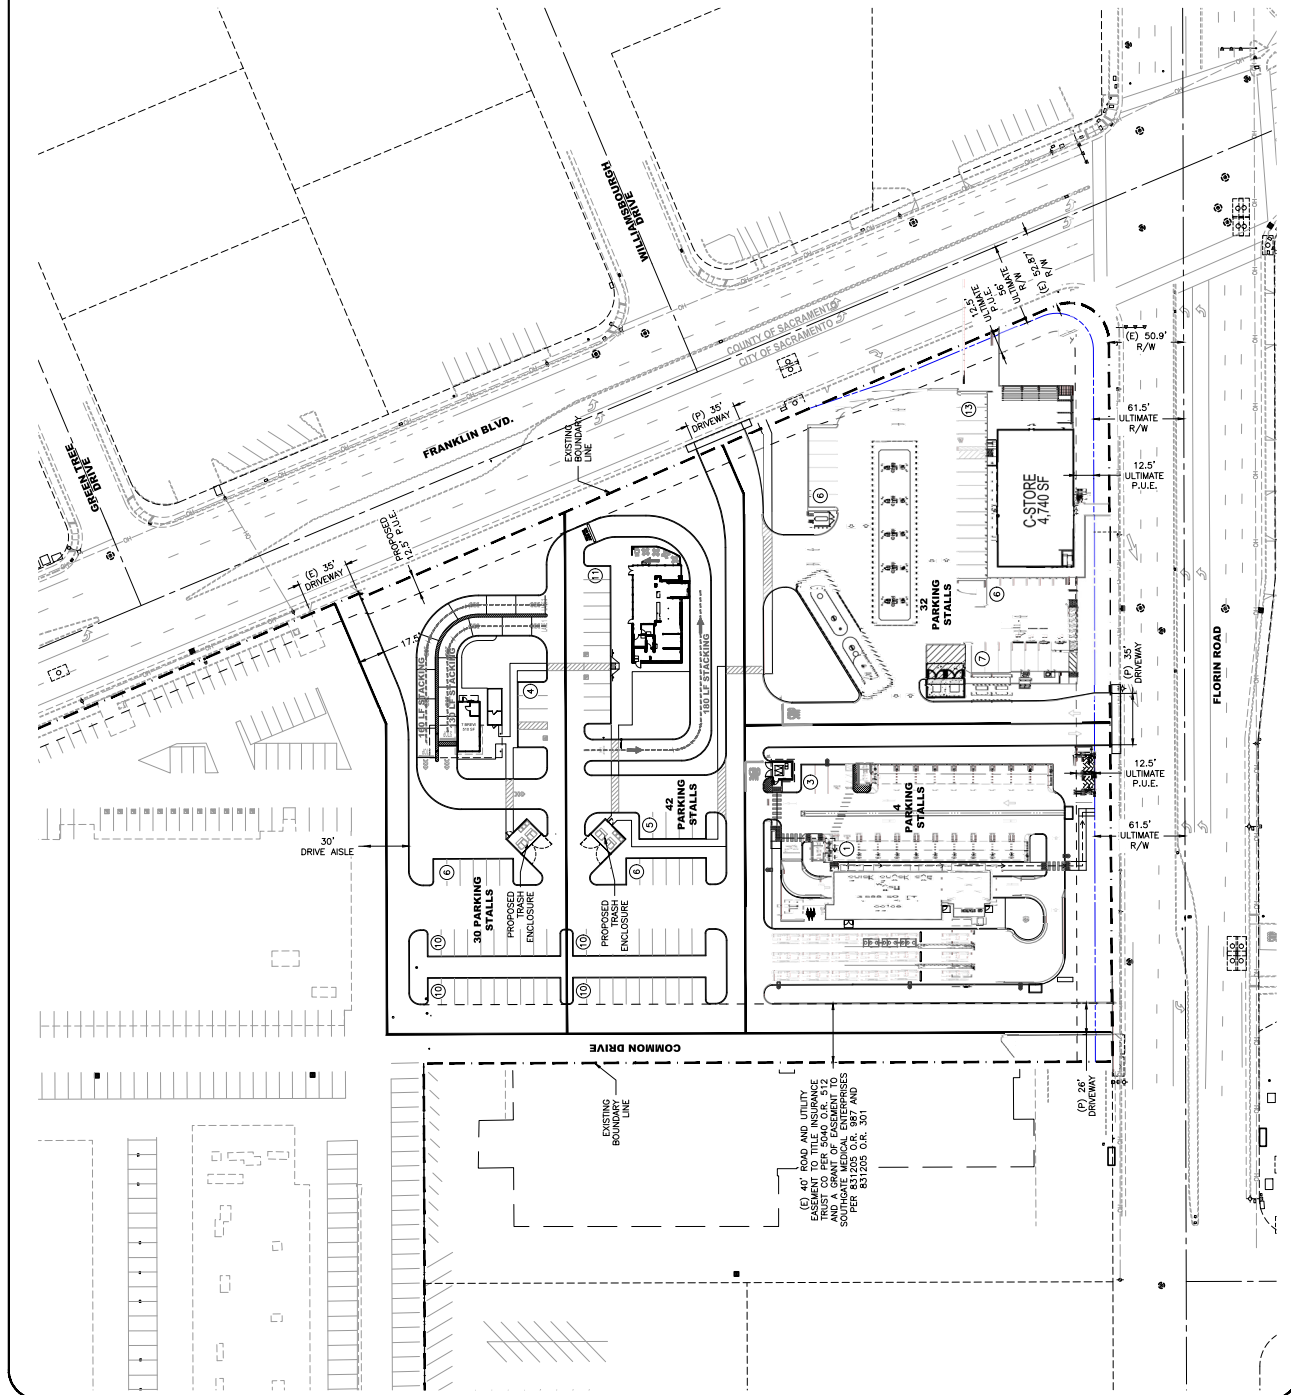 WILLIAMSBOURGH
DRIVE
GREEN TREE
DRIVE
FRANKLIN BLVD.
COUNTY OF SACRAMENTO
CITY OF SACRAMENTO
EXISTING
BOUNDARY
LINE
(P) 35'
DRIVEWAY
12.5'
ULTIMATE
P.U.E.
56'
ULTIMATE
R/W
(E) 52.87'
R/W
(E) 50.9'
R/W
61.5'
ULTIMATE
R/W
12.5'
ULTIMATE
P.U.E.
PROPOSED
12.5' P.U.E.
(E) 35'
DRIVEWAY
17.5'
190 LF STACKING
130 LF STACKING
180 LF STACKING
C-STORE
4,740 SF
13
6
6
7
32
PARKING
STALLS
11
4
5
42
PARKING
STALLS
3
4
PARKING
STALLS
1
6
6
30 PARKING
STALLS
PROPOSED
TRASH
ENCLOSURE
PROPOSED
TRASH
ENCLOSURE
10
10
10
10
30'
DRIVE AISLE
(P) 35'
DRIVEWAY
FLORIN ROAD
12.5'
ULTIMATE
P.U.E.
61.5'
ULTIMATE
R/W
COMMON DRIVE
EXISTING
BOUNDARY
LINE
(P) 26'
DRIVEWAY
(E) 40' ROAD AND UTILITY
EASEMENT TO TITLE INSURANCE
TRUST CO PER 5040 O.R. 512
AND A GRANT OF EASEMENT TO
SOUTHGATE MEDICAL ENTERPRISES
PER 831205 O.R. 987 AND
831205 O.R. 301